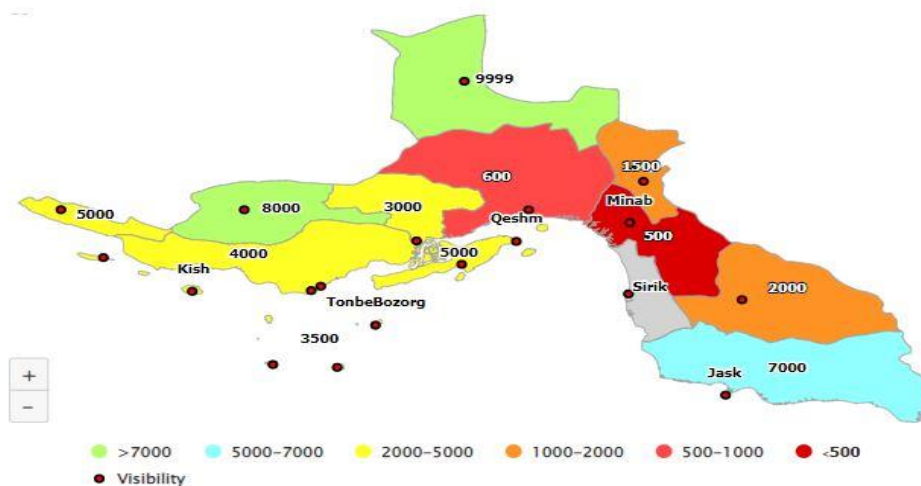 9999
600
1500
Minab
5000
8000
3000
Qeshm
500
4000
5000
Kish
Sirik
2000
TonbeBozorg
3500
Jask
7000
+
−
>7000
5000–7000
2000–5000
1000–2000
500–1000
<500
Visibility